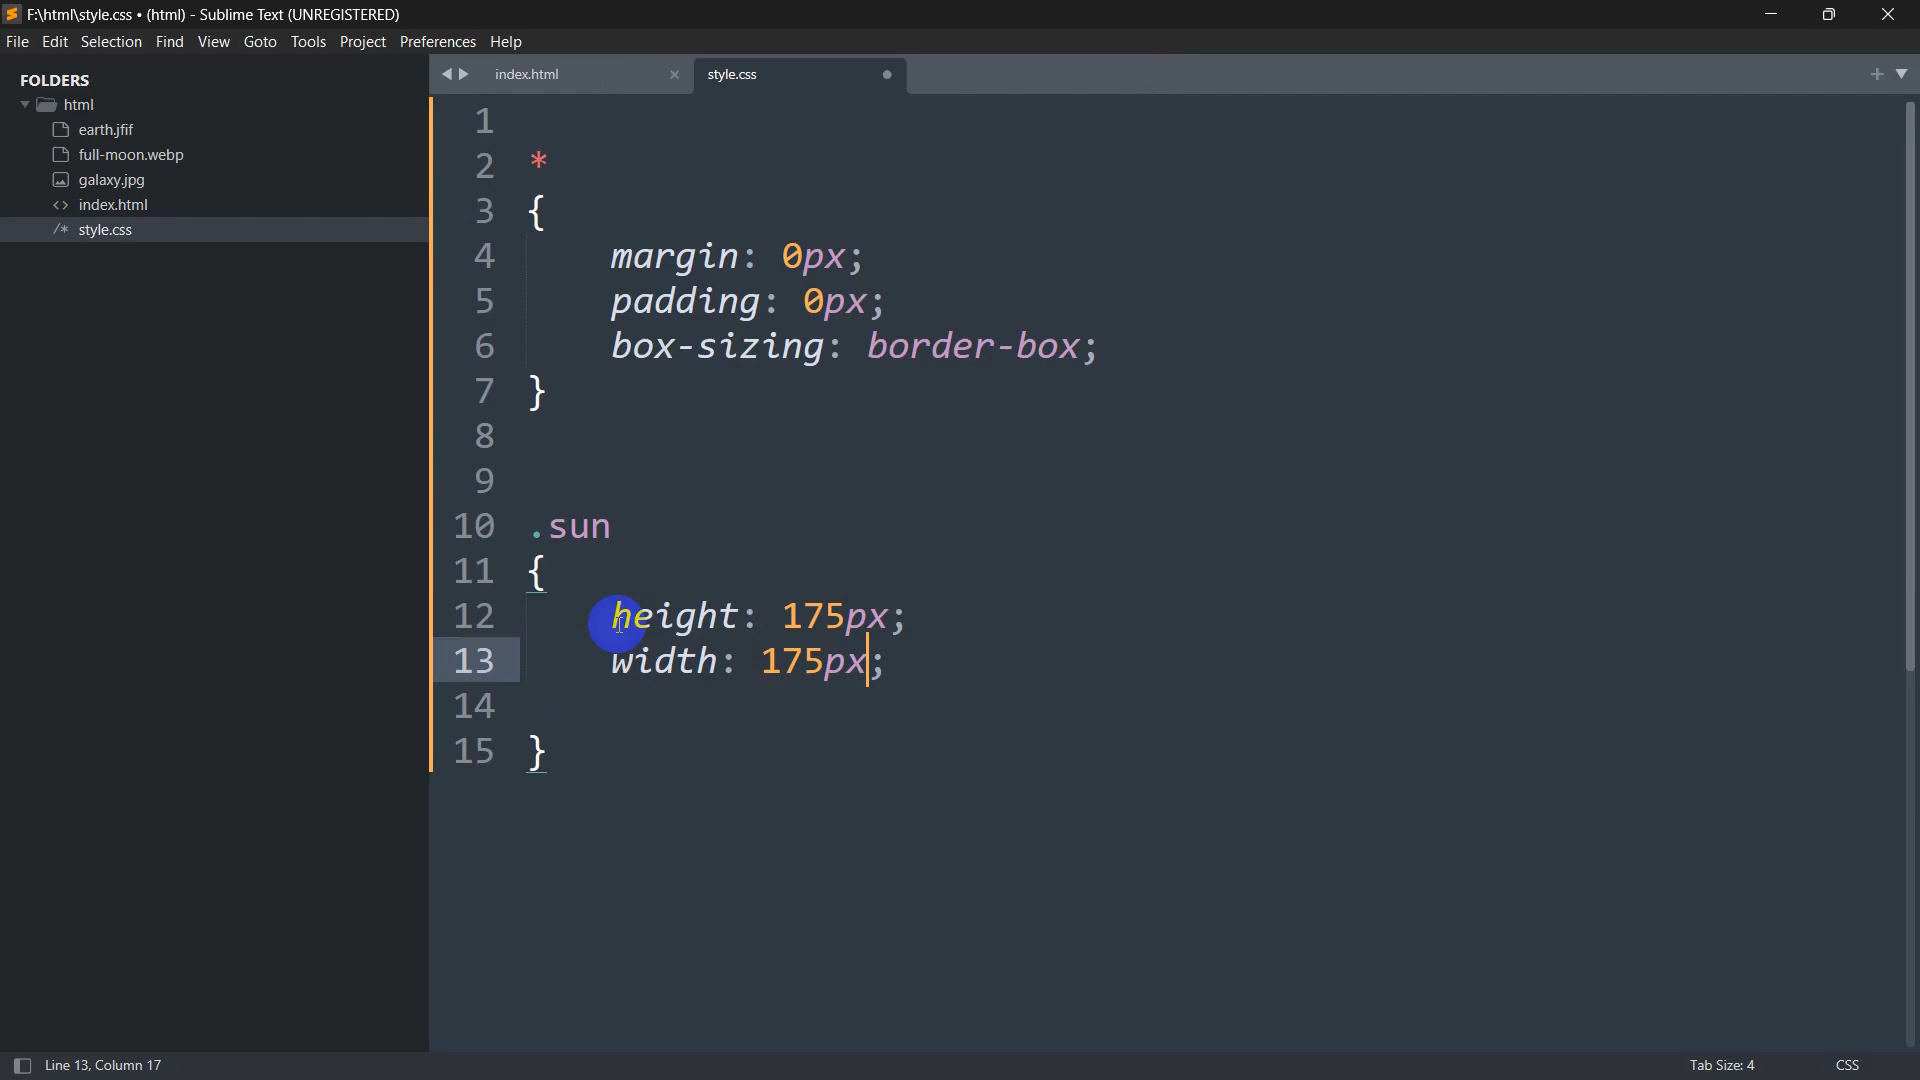 F:\html\style.css • (html) - Sublime Text (UNREGISTERED)
File Edit Selection Find View Goto Tools Project Preferences Help
FOLDERS
html
earth.jfif
full-moon.webp
galaxy.jpg
<> index.html
/* style.css
index.html
style.css
1
2 *
3 {
4 margin: 0px;
5 padding: 0px;
6 box-sizing: border-box;
7 }
8
9
10 .sun
11 {
12 height: 175px;
13 width: 175px;
14
15 }
Line 13, Column 17
Tab Size: 4
CSS